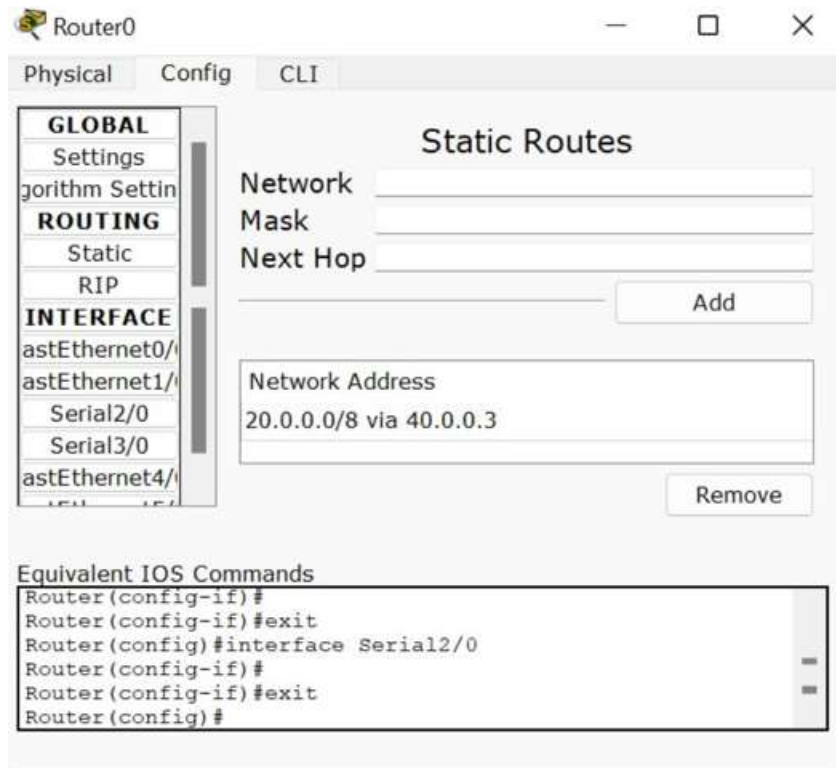 Router0
Physical Config CLI
GLOBAL
Settings
gorithm Settin
ROUTING
Static
RIP
INTERFACE
astEthernet0/
astEthernet1/
Serial2/0
Serial3/0
astEthernet4/
Static Routes
Network
Mask
Next Hop
Add
Network Address
20.0.0.0/8 via 40.0.0.3
Remove
Equivalent IOS Commands
Router(config-if)#
Router(config-if)#exit
Router(config)#interface Serial2/0
Router(config-if)#
Router(config-if)#exit
Router(config)#